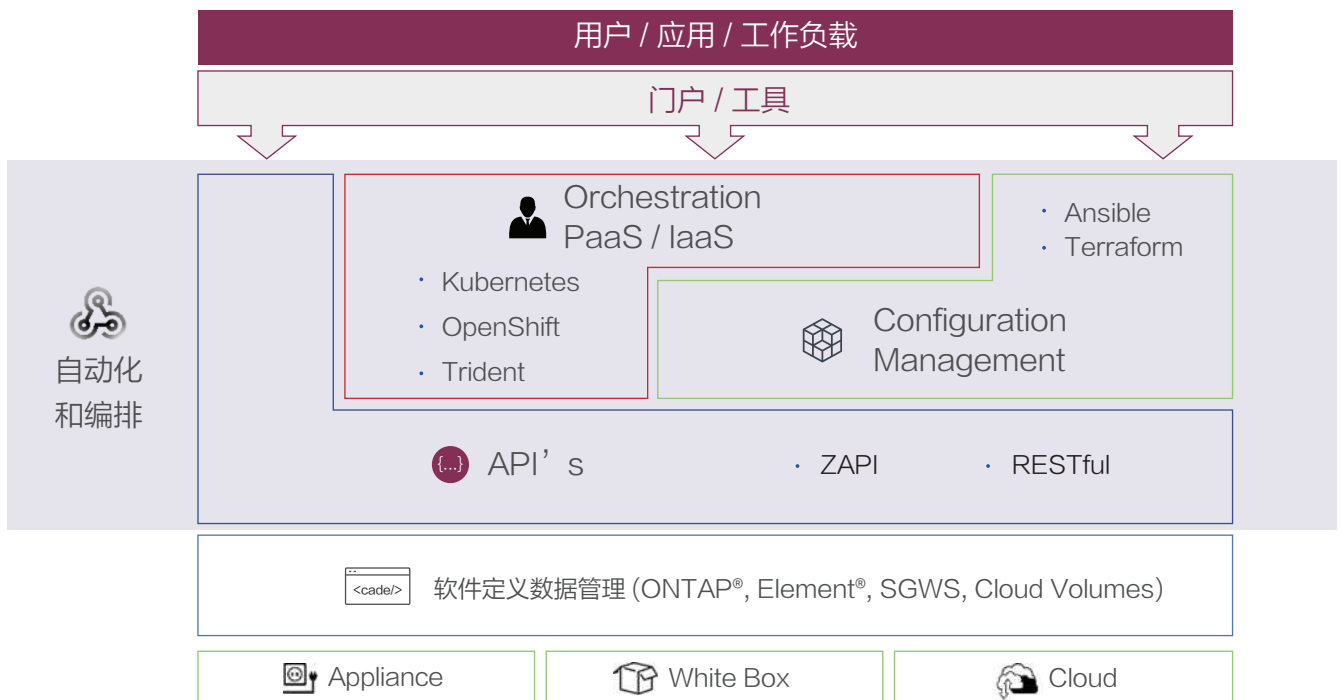 用户 / 应用 / 工作负载
门户 / 工具
Orchestration
PaaS / IaaS
· Kubernetes
· OpenShift
· Trident
· Ansible
· Terraform
Configuration
Management
自动化
和编排
{...} API’s
· ZAPI
· RESTful
<cade/>
软件定义数据管理 (ONTAP®, Element®, SGWS, Cloud Volumes)
Appliance
White Box
Cloud